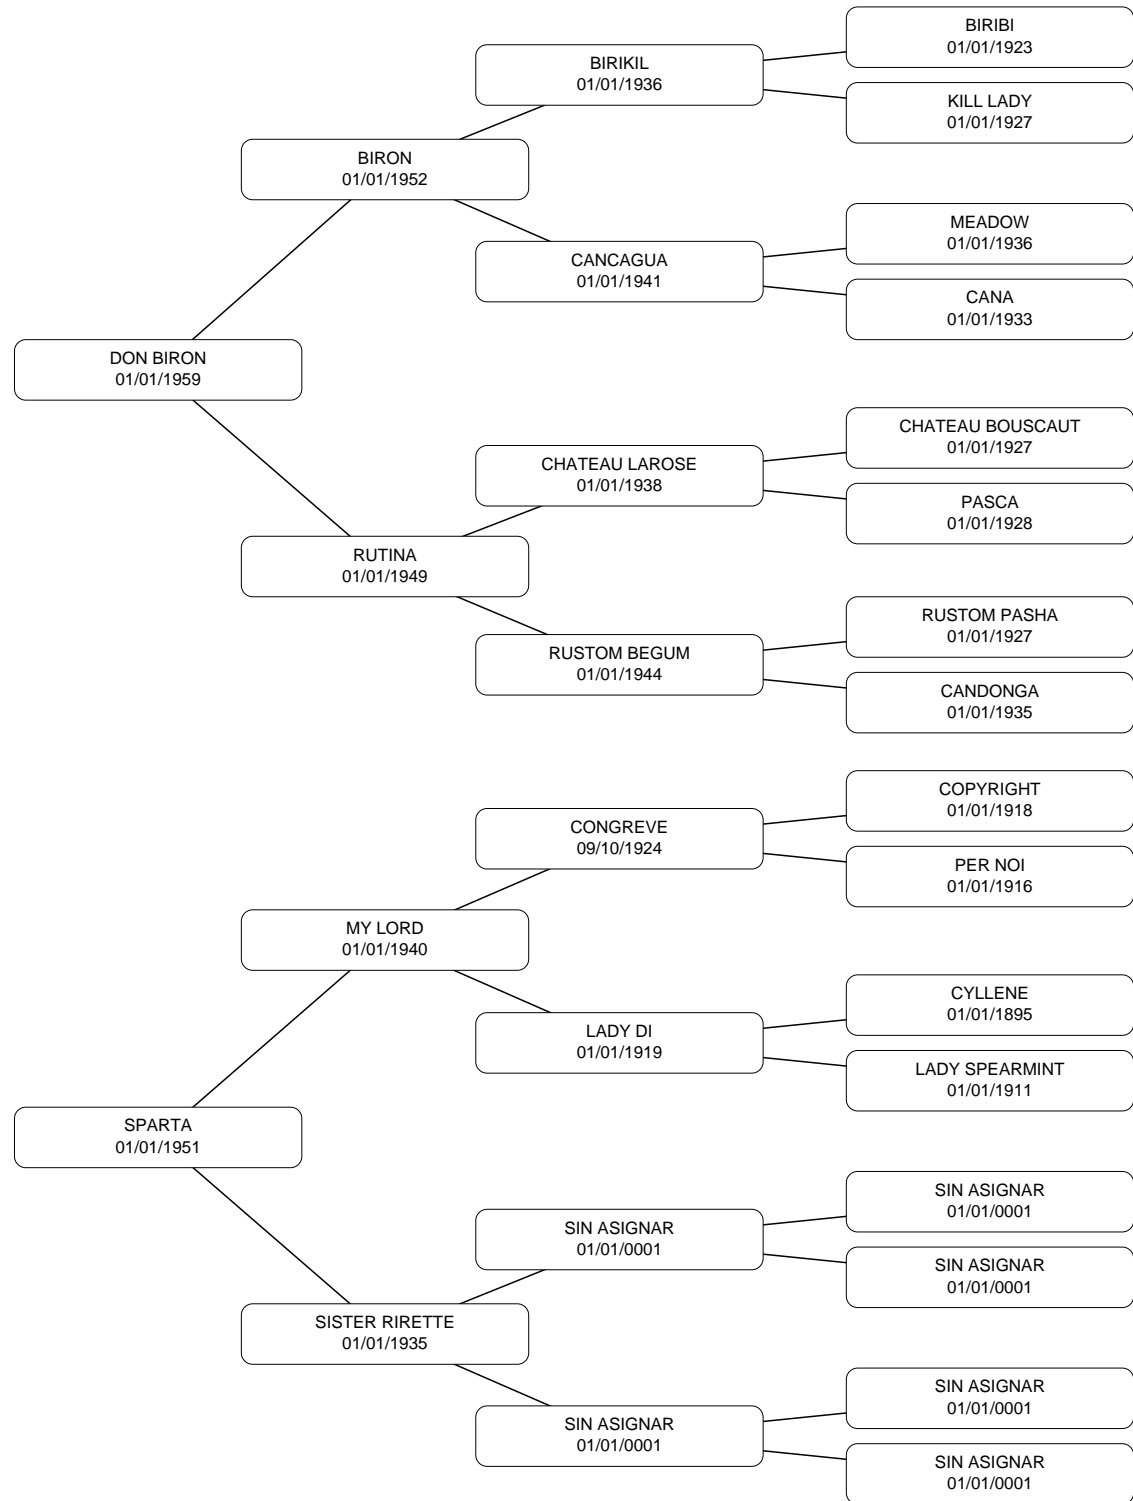 BIRIBI
01/01/1923
BIRIKIL
01/01/1936
KILL LADY
01/01/1927
BIRON
01/01/1952
MEADOW
01/01/1936
CANCAGUA
01/01/1941
CANA
01/01/1933
DON BIRON
01/01/1959
CHATEAU BOUSCAUT
01/01/1927
CHATEAU LAROSE
01/01/1938
PASCA
01/01/1928
RUTINA
01/01/1949
RUSTOM PASHA
01/01/1927
RUSTOM BEGUM
01/01/1944
CANDONGA
01/01/1935
COPYRIGHT
01/01/1918
CONGREVE
09/10/1924
PER NOI
01/01/1916
MY LORD
01/01/1940
CYLLENE
01/01/1895
LADY DI
01/01/1919
LADY SPEARMINT
01/01/1911
SPARTA
01/01/1951
SIN ASIGNAR
01/01/0001
SIN ASIGNAR
01/01/0001
SIN ASIGNAR
01/01/0001
SISTER RIRETTE
01/01/1935
SIN ASIGNAR
01/01/0001
SIN ASIGNAR
01/01/0001
SIN ASIGNAR
01/01/0001